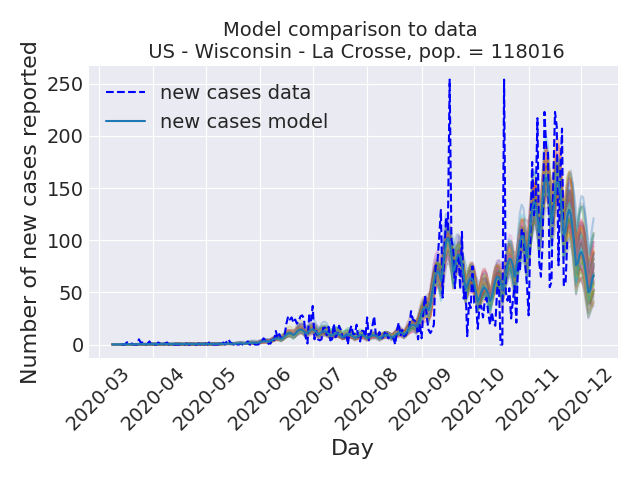 Model comparison to data
US - Wisconsin - La Crosse, pop. = 118016
Number of new cases reported
250
200
150
100
50
0
new cases data
new cases model
2020-03
2020-04
2020-05
2020-06
2020-07
2020-08
2020-09
2020-10
2020-11
2020-12
Day